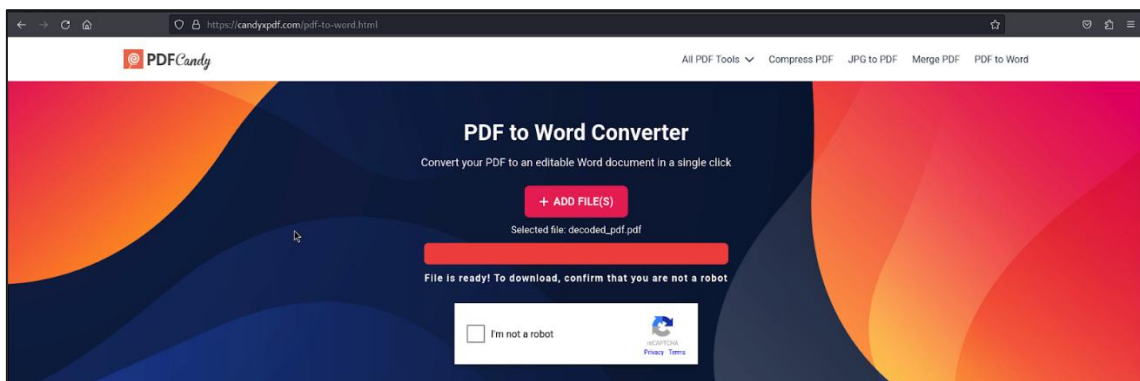 https://candyxpdf.com/pdf-to-word.html
PDFCandy
All PDF Tools
Compress PDF
JPG to PDF
Merge PDF
PDF to Word
PDF to Word Converter
Convert your PDF to an editable Word document in a single click
+ ADD FILE(S)
Selected file: decoded_pdf.pdf
File is ready! To download, confirm that you are not a robot
I'm not a robot
reCAPTCHA
Privacy Terms